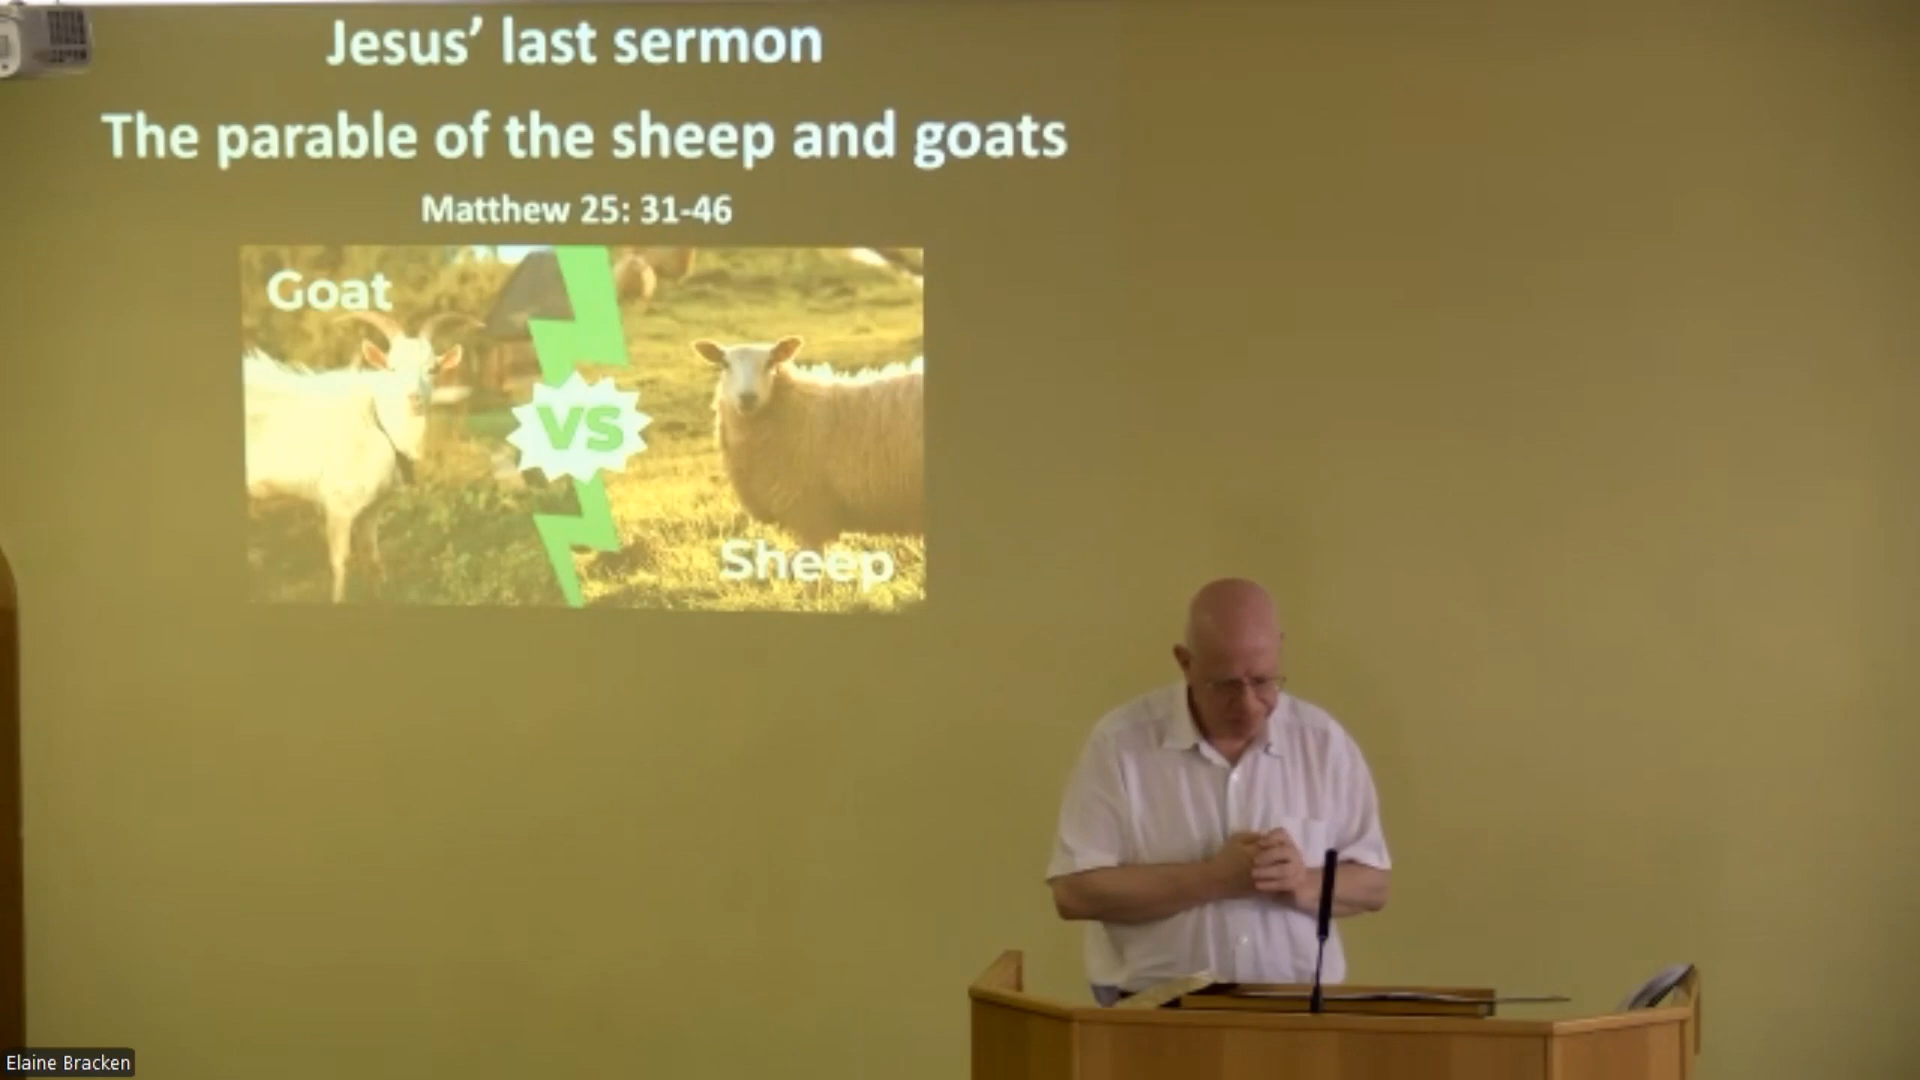 Jesus’ last sermon
The parable of the sheep and goats
Matthew 25: 31-46
Goat
VS
Sheep
Elaine Bracken